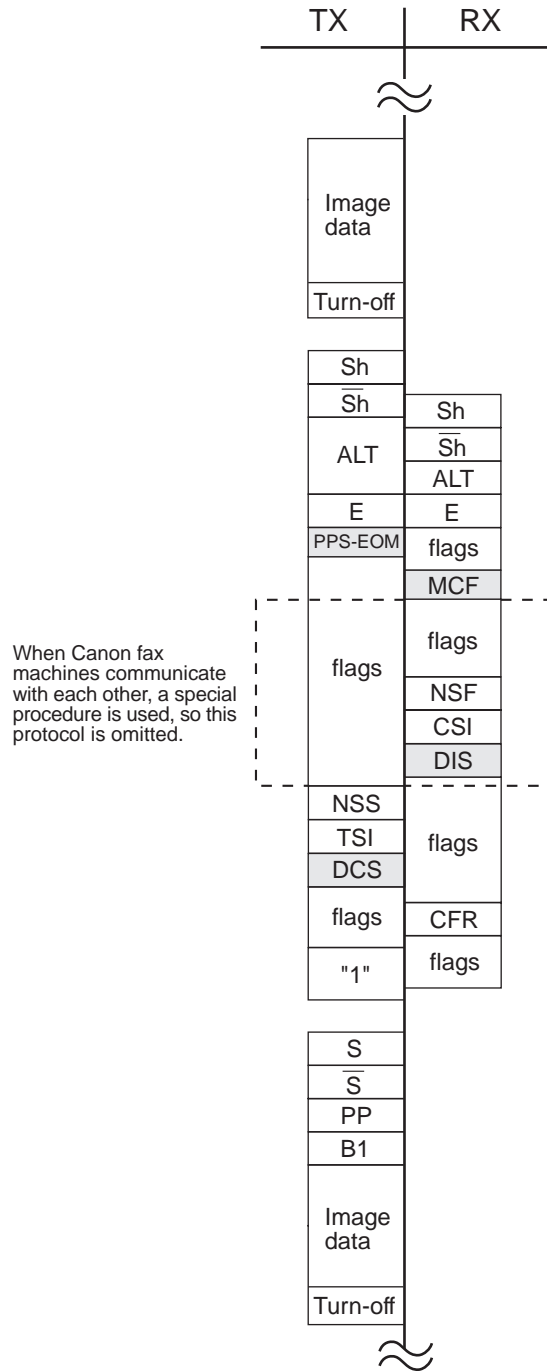 TX RX
Image
data
Turn-off
Sh
S̅h̅
ALT
E
PPS-EOM
flags
NSS
TSI
DCS
flags
"1"
Sh
S̅h̅
ALT
E
flags
MCF
flags
NSF
CSI
DIS
flags
CFR
flags
When Canon fax
machines communicate
with each other, a special
procedure is used, so this
protocol is omitted.
S
S̅
PP
B1
Image
data
Turn-off